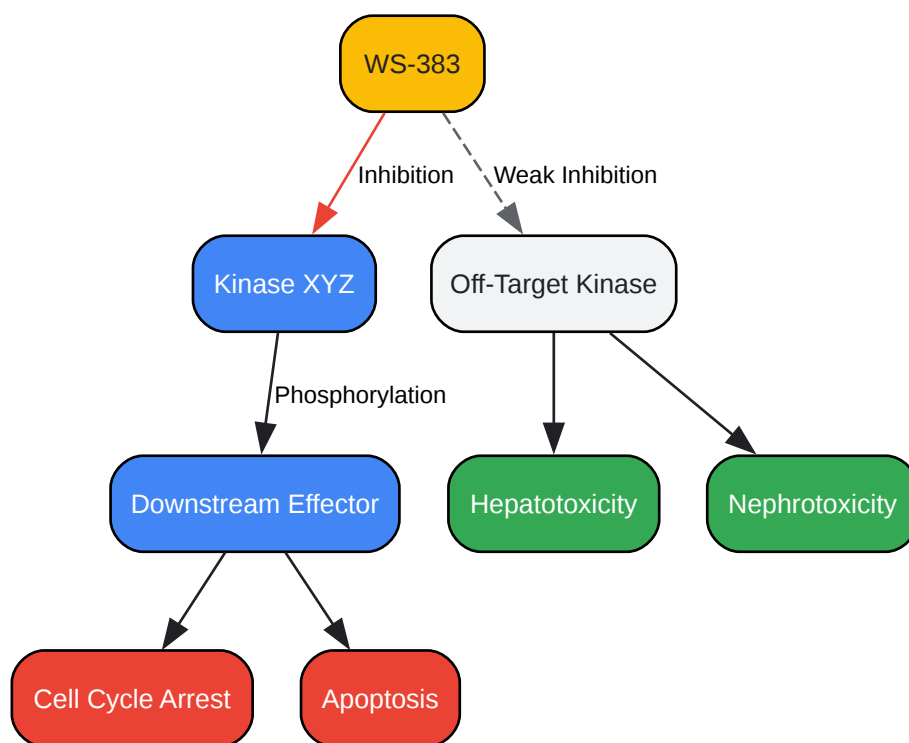 WS-383
Inhibition
Weak Inhibition
Kinase XYZ
Off-Target Kinase
Phosphorylation
Downstream Effector
Hepatotoxicity
Nephrotoxicity
Cell Cycle Arrest
Apoptosis